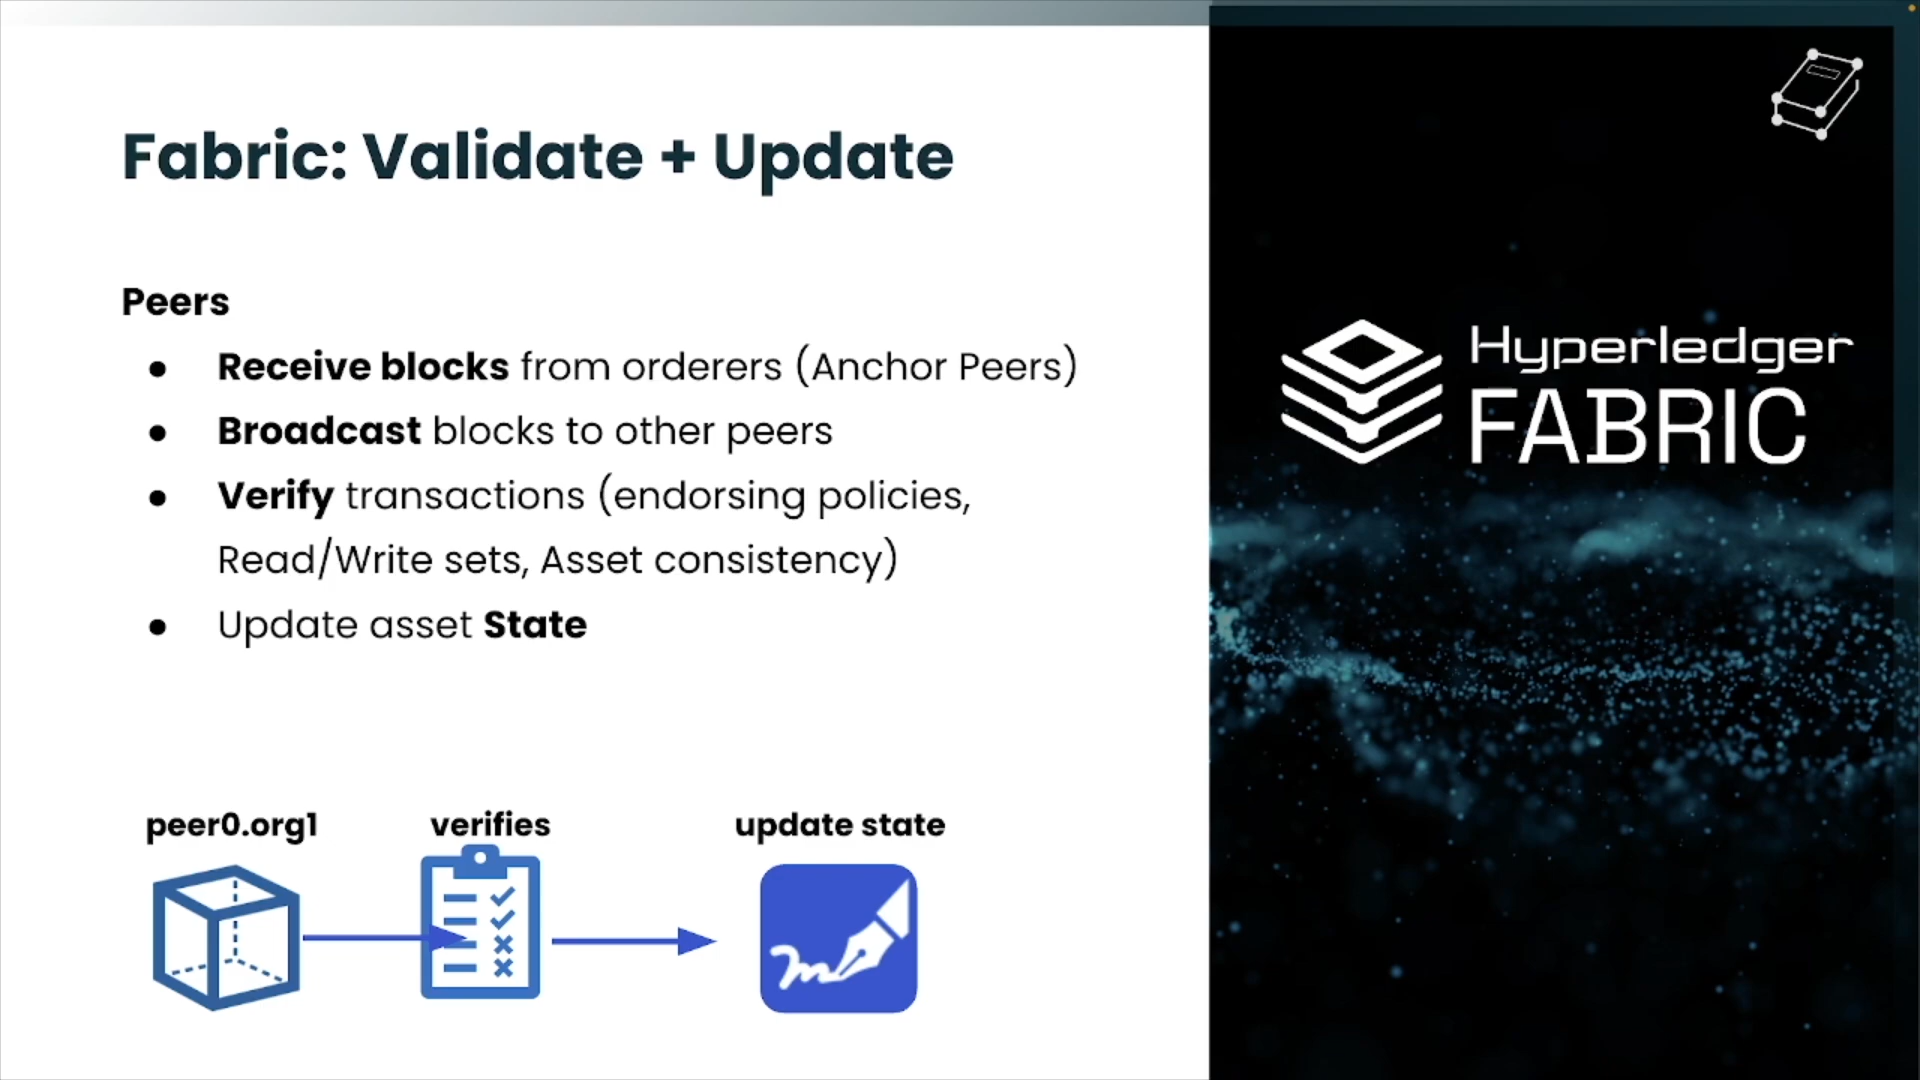 Fabric: Validate + Update
Peers
● Receive blocks from orderers (Anchor Peers)
● Broadcast blocks to other peers
● Verify transactions (endorsing policies,
Read/Write sets, Asset consistency)
● Update asset State
peer0.org1
verifies
update state
Hyperledger
FABRIC